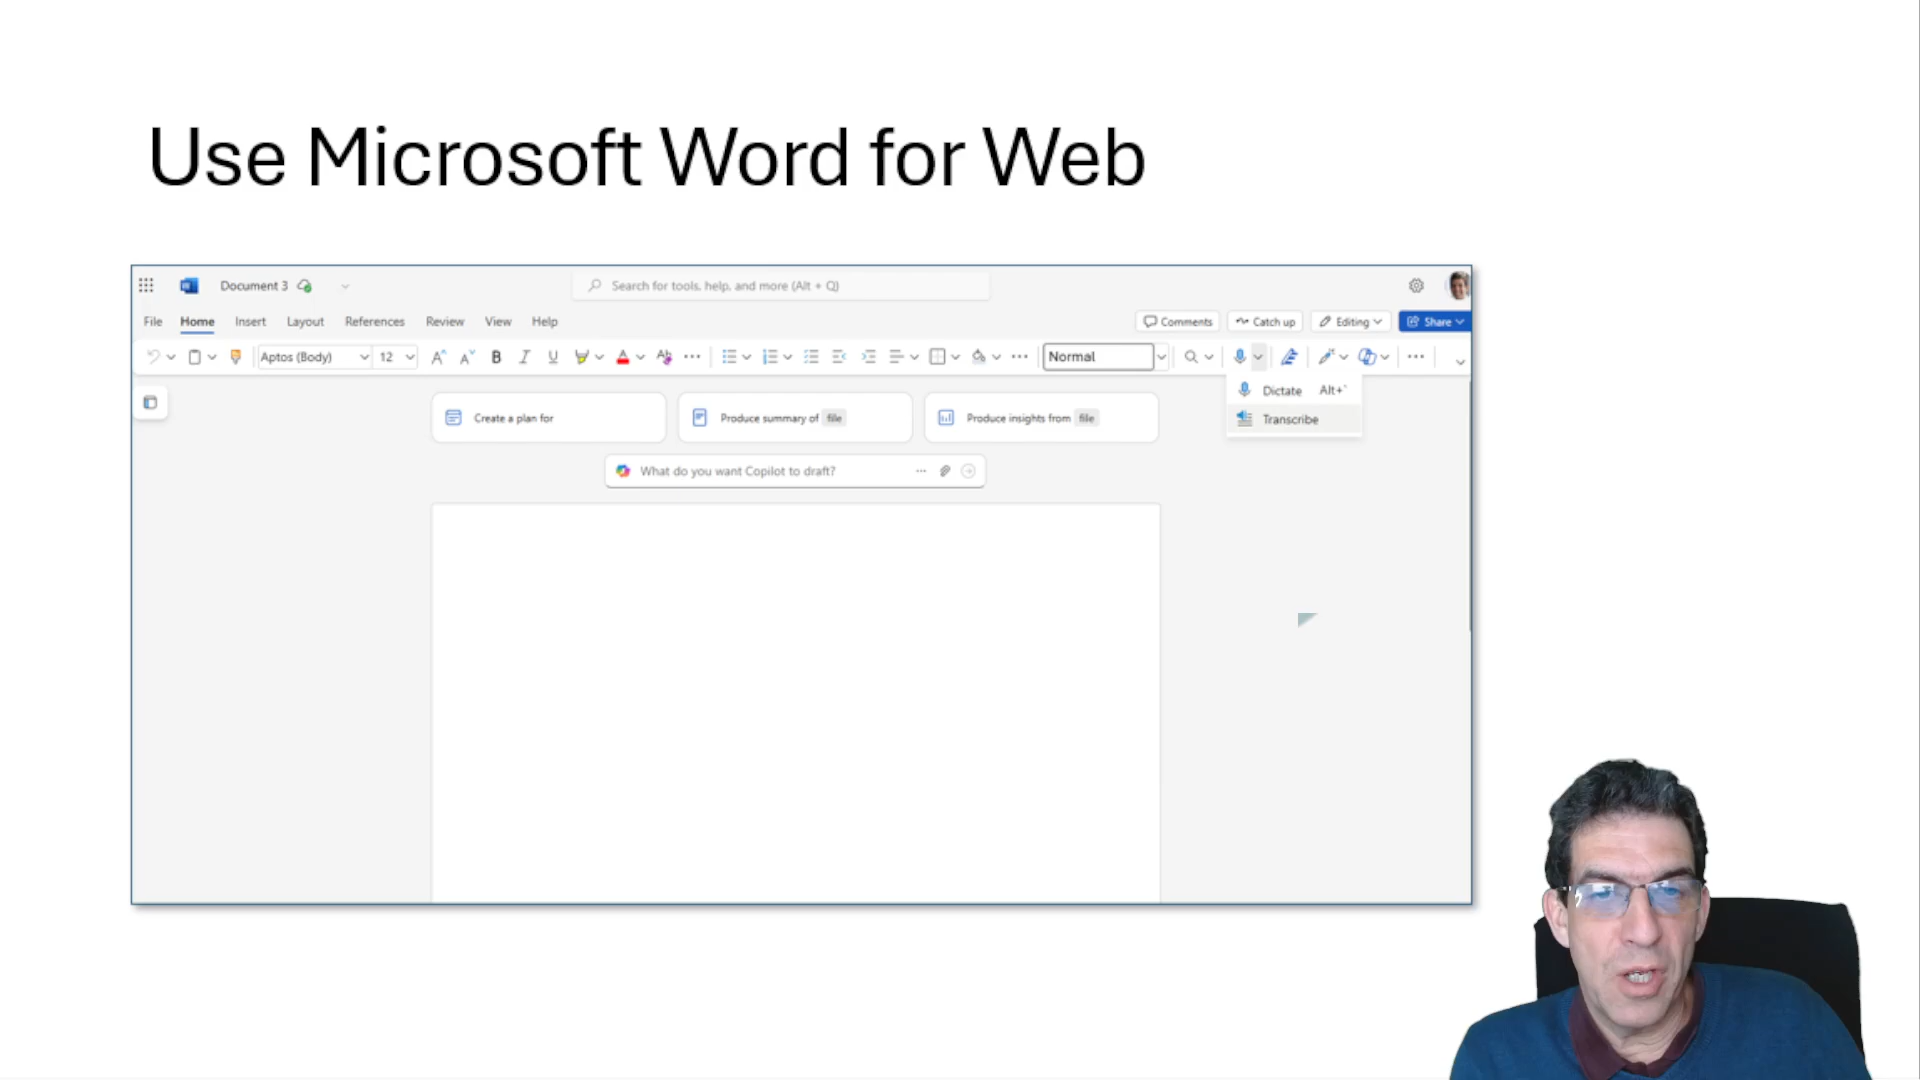 Use Microsoft Word for Web
Document 3
Search for tools, help, and more (Alt + Q)
File Home Insert Layout References Review View Help Comments Catch up Editing Share
Aptos (Body) 12 A A B I U A Ab Normal
Dictate Alt+`
Transcribe
Create a plan for Produce summary of file Produce insights from file
What do you want Copilot to draft?